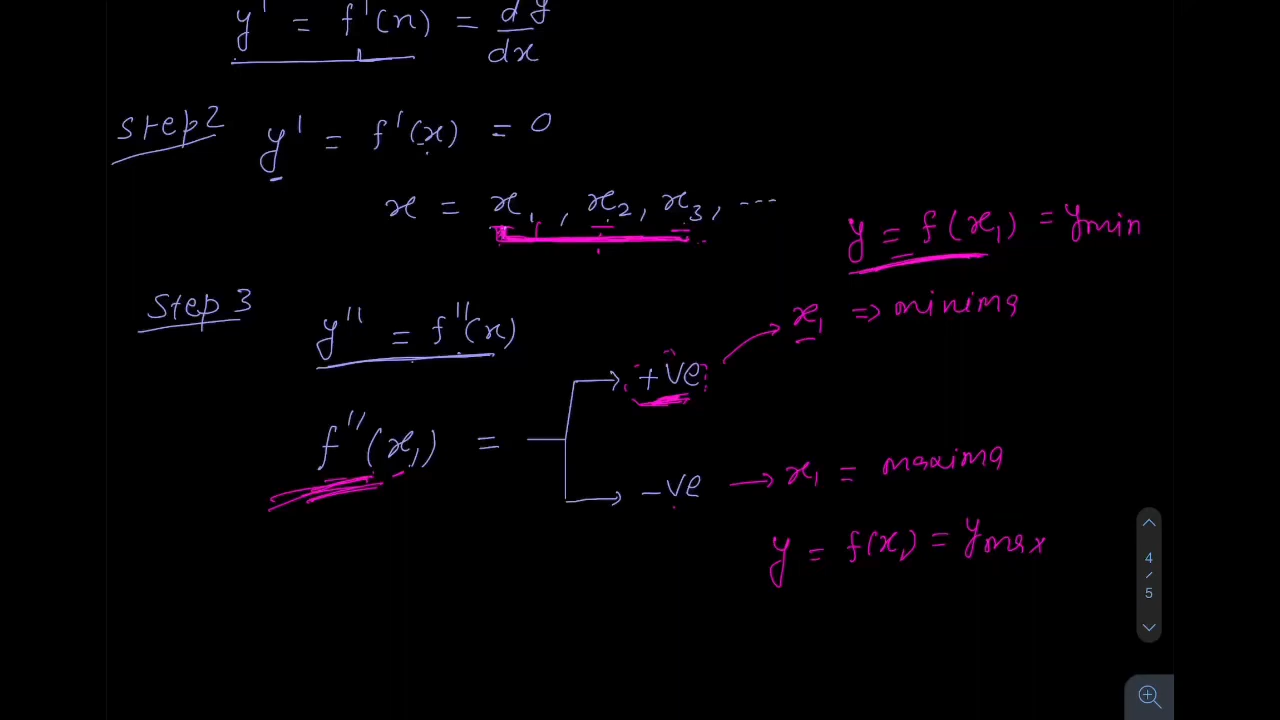 y' = f'(x) = dy/dx
Step 2
y' = f'(x) = 0
x = x₁, x₂, x₃, ...
y = f(x₁) = ymin
Step 3
y'' = f''(x)
x₁ => minima
+ve
f''(x₁) =
-ve → x₁ = maxima
y = f(x₁) = ymax
4
/
5